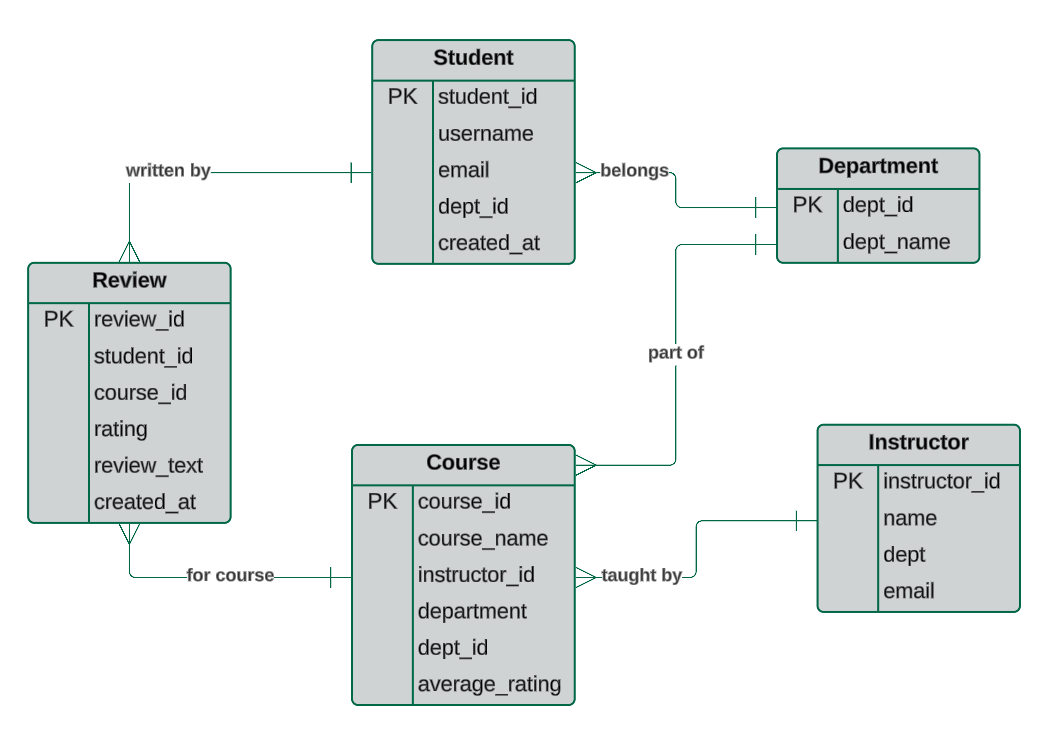 Student
PK student_id
username
email
dept_id
created_at
written by
belongs
Department
PK dept_id
dept_name
Review
PK review_id
student_id
course_id
rating
review_text
created_at
part of
Course
PK course_id
course_name
instructor_id
department
dept_id
average_rating
Instructor
PK instructor_id
name
dept
email
for course
taught by